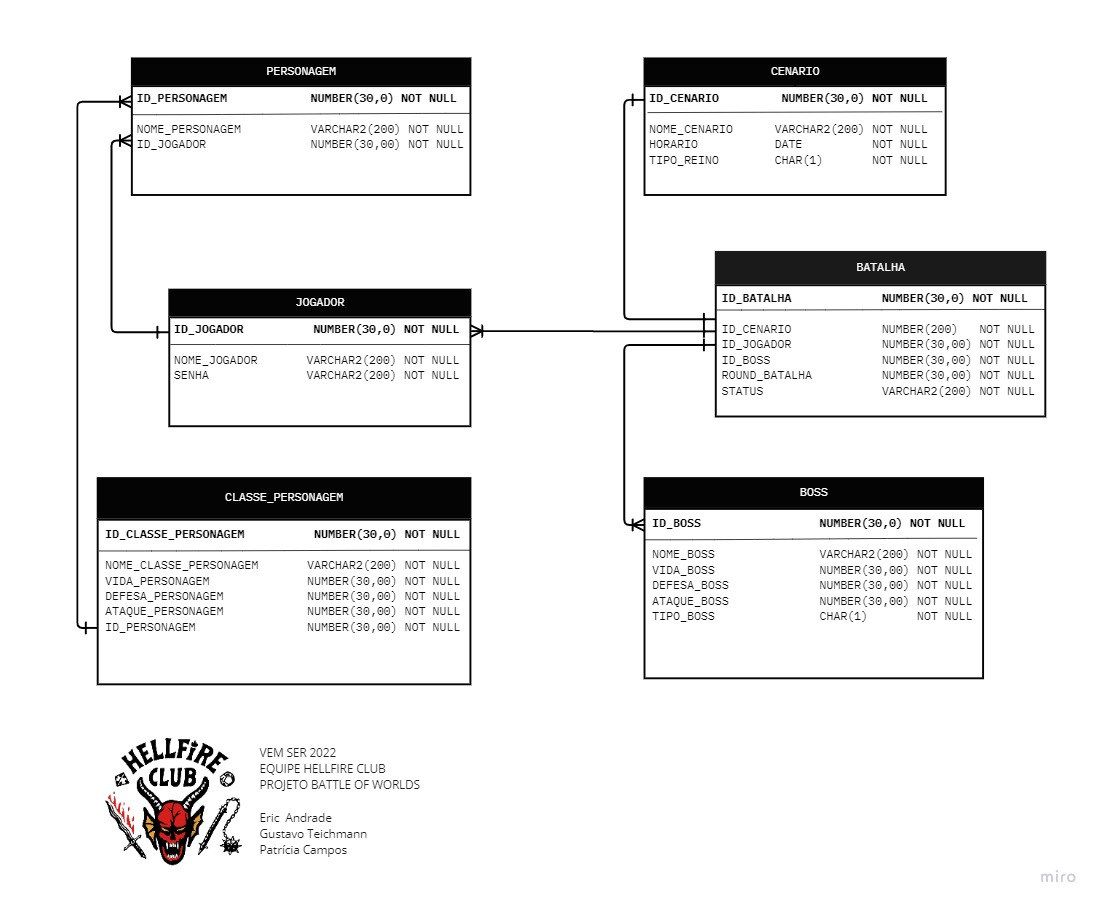 PERSONAGEM
ID_PERSONAGEM NUMBER(30,0) NOT NULL
NOME_PERSONAGEM VARCHAR2(200) NOT NULL
ID_JOGADOR NUMBER(30,00) NOT NULL
CENARIO
ID_CENARIO NUMBER(30,0) NOT NULL
NOME_CENARIO VARCHAR2(200) NOT NULL
HORARIO DATE NOT NULL
TIPO_REINO CHAR(1) NOT NULL
BATALHA
ID_BATALHA NUMBER(30,0) NOT NULL
ID_CENARIO NUMBER(200) NOT NULL
ID_JOGADOR NUMBER(30,00) NOT NULL
ID_BOSS NUMBER(30,00) NOT NULL
ROUND_BATALHA NUMBER(30,00) NOT NULL
STATUS VARCHAR2(200) NOT NULL
JOGADOR
ID_JOGADOR NUMBER(30,0) NOT NULL
NOME_JOGADOR VARCHAR2(200) NOT NULL
SENHA VARCHAR2(200) NOT NULL
CLASSE_PERSONAGEM
ID_CLASSE_PERSONAGEM NUMBER(30,0) NOT NULL
NOME_CLASSE_PERSONAGEM VARCHAR2(200) NOT NULL
VIDA_PERSONAGEM NUMBER(30,00) NOT NULL
DEFESA_PERSONAGEM NUMBER(30,00) NOT NULL
ATAQUE_PERSONAGEM NUMBER(30,00) NOT NULL
ID_PERSONAGEM NUMBER(30,00) NOT NULL
BOSS
ID_BOSS NUMBER(30,0) NOT NULL
NOME_BOSS VARCHAR2(200) NOT NULL
VIDA_BOSS NUMBER(30,00) NOT NULL
DEFESA_BOSS NUMBER(30,00) NOT NULL
ATAQUE_BOSS NUMBER(30,00) NOT NULL
TIPO_BOSS CHAR(1) NOT NULL
HELLFIRE
CLUB
VEM SER 2022
EQUIPE HELLFIRE CLUB
PROJETO BATTLE OF WORLDS
Eric Andrade
Gustavo Teichmann
Patrícia Campos
miro